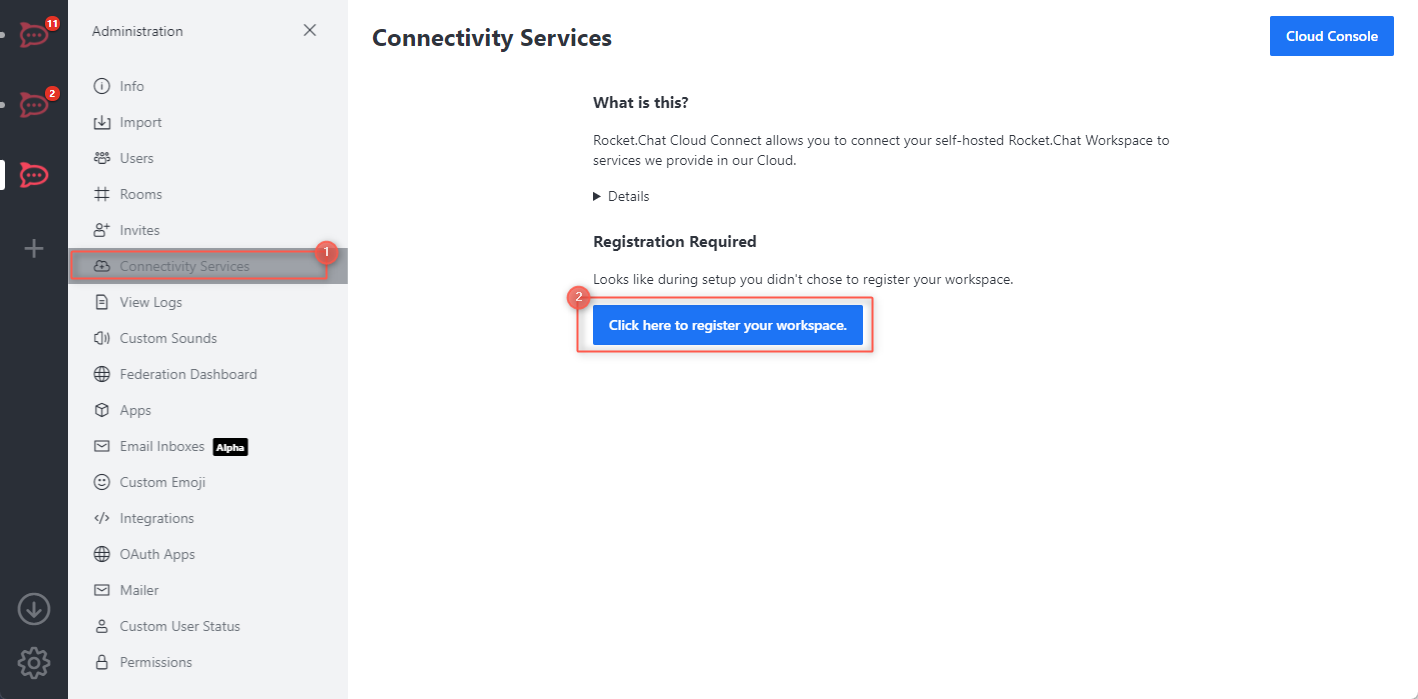 11
2
Administration
Info
Import
Users
Rooms
Invites
Connectivity Services
1
View Logs
Custom Sounds
Federation Dashboard
Apps
Email Inboxes Alpha
Custom Emoji
Integrations
OAuth Apps
Mailer
Custom User Status
Permissions
Connectivity Services
Cloud Console
What is this?
Rocket.Chat Cloud Connect allows you to connect your self-hosted Rocket.Chat Workspace to
services we provide in our Cloud.
Details
Registration Required
Looks like during setup you didn't chose to register your workspace.
2
Click here to register your workspace.